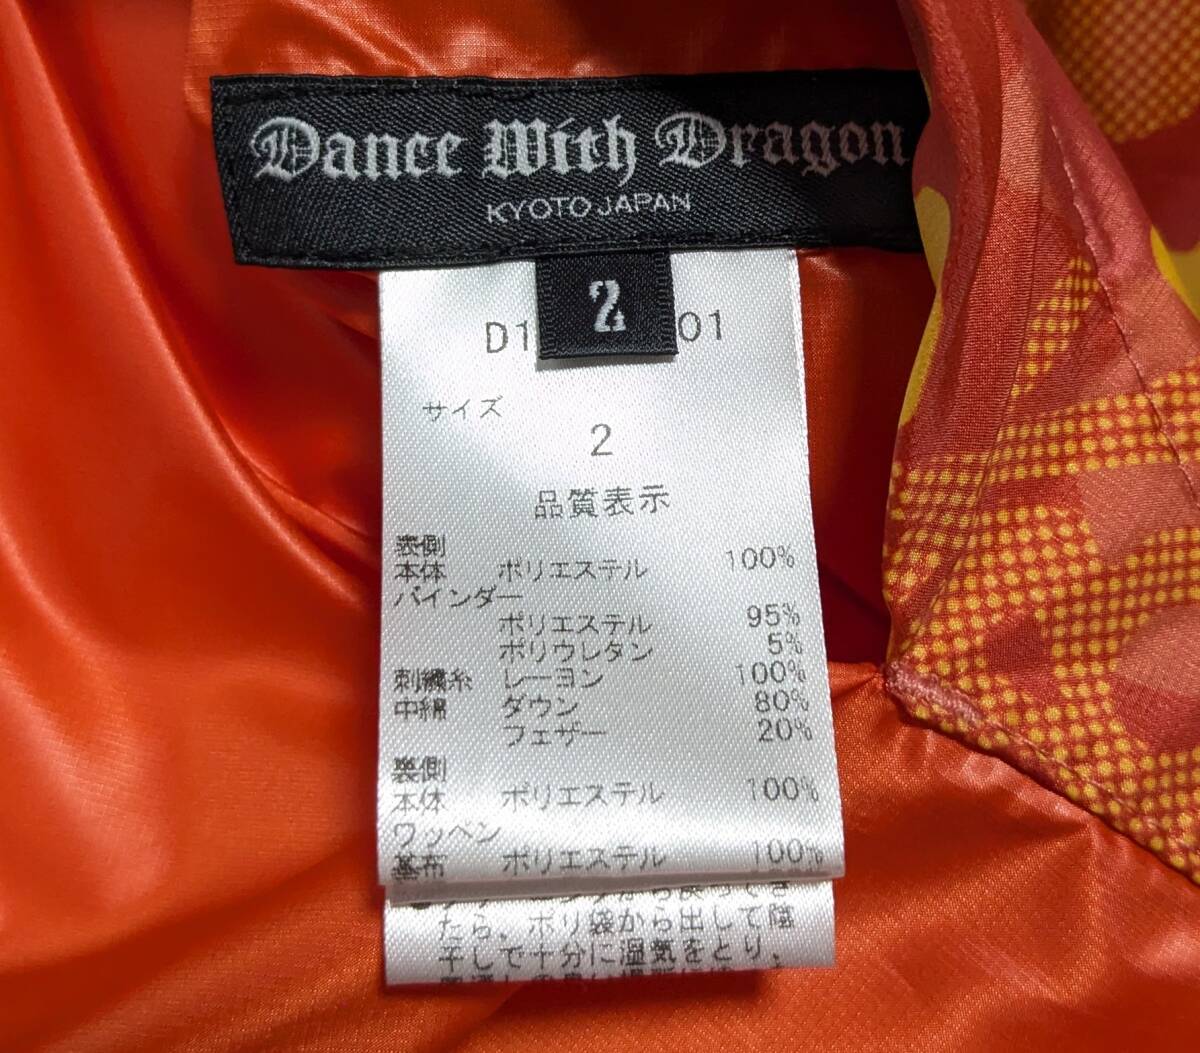 Dance With Dragon
KYOTO JAPAN
2
D1 01
サイズ
2
品質表示
表側
本体 ポリエステル 100%
バインダー
ポリエステル 95%
ポリウレタン 5%
刺繍糸 レーヨン 100%
中綿 ダウン 80%
フェザー 20%
裏側
本体 ポリエステル 100%
ワッペン
基布 ポリエステル 100%
たら、ポリ袋から出して陰
干しで十分に湿気をとり、